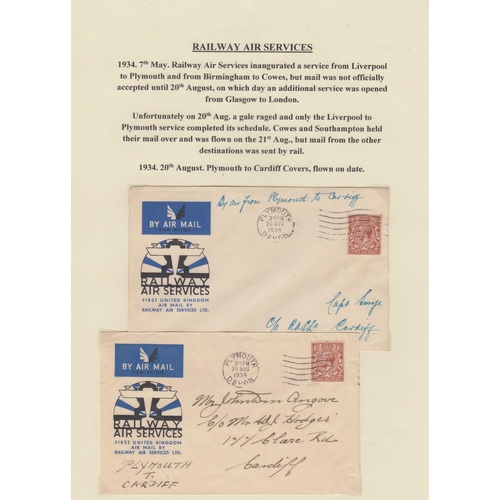 RAILWAY AIR SERVICES
1934. 7th May. Railway Air Services inaugurated a service from Liverpool
to Plymouth and from Birmingham to Cowes, but mail was not officially
accepted until 20th August, on which day an additional service was opened
from Glasgow to London.
Unfortunately on 20th Aug. a gale raged and only the Liverpool to
Plymouth service completed its schedule. Cowes and Southampton held
their mail over and was flown on the 21st Aug., but mail from the other
destinations was sent by rail.
1934. 20th August. Plymouth to Cardiff Covers, flown on date.
By air from Plymouth to Cardiff
BY AIR MAIL
PLYMOUTH
20 AUG
1934
DEVON
RAILWAY
AIR SERVICES
FIRST UNITED KINGDOM
AIR MAIL BY
RAILWAY AIR SERVICES LTD.
Capt
c/o
Cardiff
BY AIR MAIL
PLYMOUTH
20 AUG
1934
DEVON
RAILWAY
AIR SERVICES
FIRST UNITED KINGDOM
AIR MAIL BY
RAILWAY AIR SERVICES LTD.
Angove
C/o Hodges
Clare Rd
Cardiff
PLYMOUTH
TO
CARDIFF